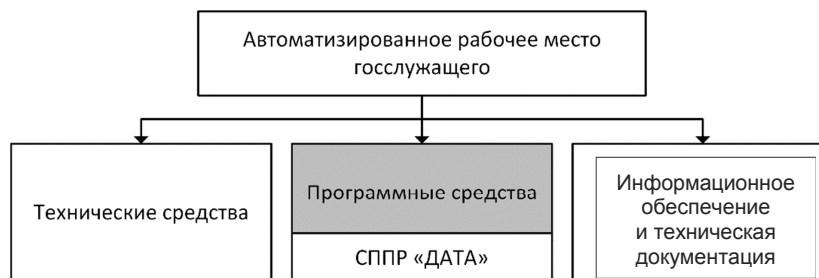 Автоматизированное рабочее место
госслужащего
Технические средства
Программные средства
СППР «ДАТА»
Информационное
обеспечение
и техническая
документация